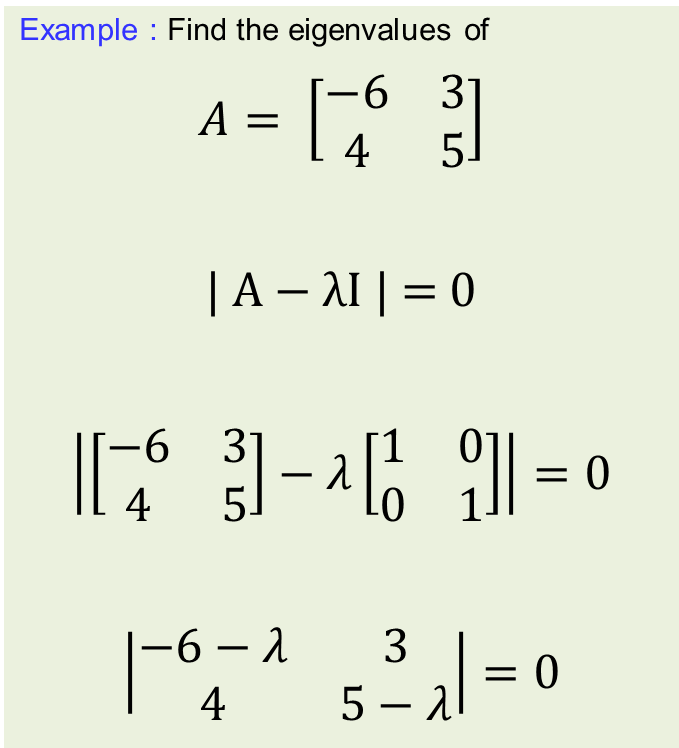 Example : Find the eigenvalues of
A = [−6 3
4 5]
| A − λI | = 0
|[−6 3
4 5] − λ [1 0
0 1]| = 0
|−6 − λ 3
4 5 − λ| = 0